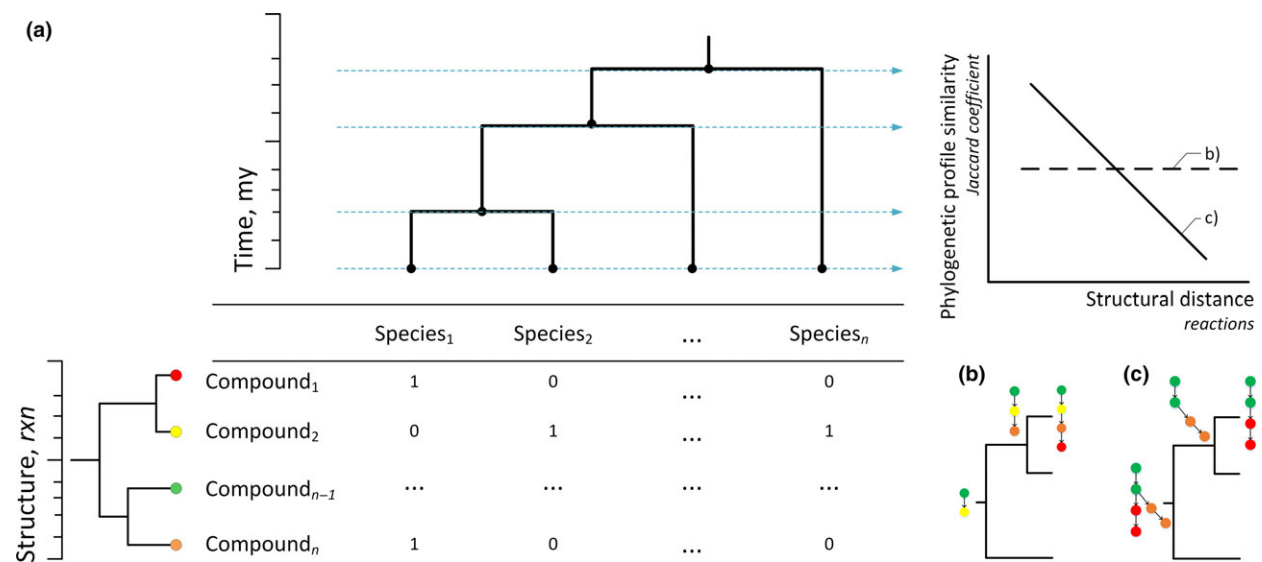 (a)
Time, my
Phylogenetic profile similarity
Jaccard coefficient
b)
c)
Structural distance
reactions
Species₁ Species₂ ... Speciesₙ
Structure, rxn
Compound₁ 1 0 ... 0
Compound₂ 0 1 ... 1
Compoundₙ₋₁ ... ... ... ...
Compoundₙ 1 0 ... 0
(b)
(c)